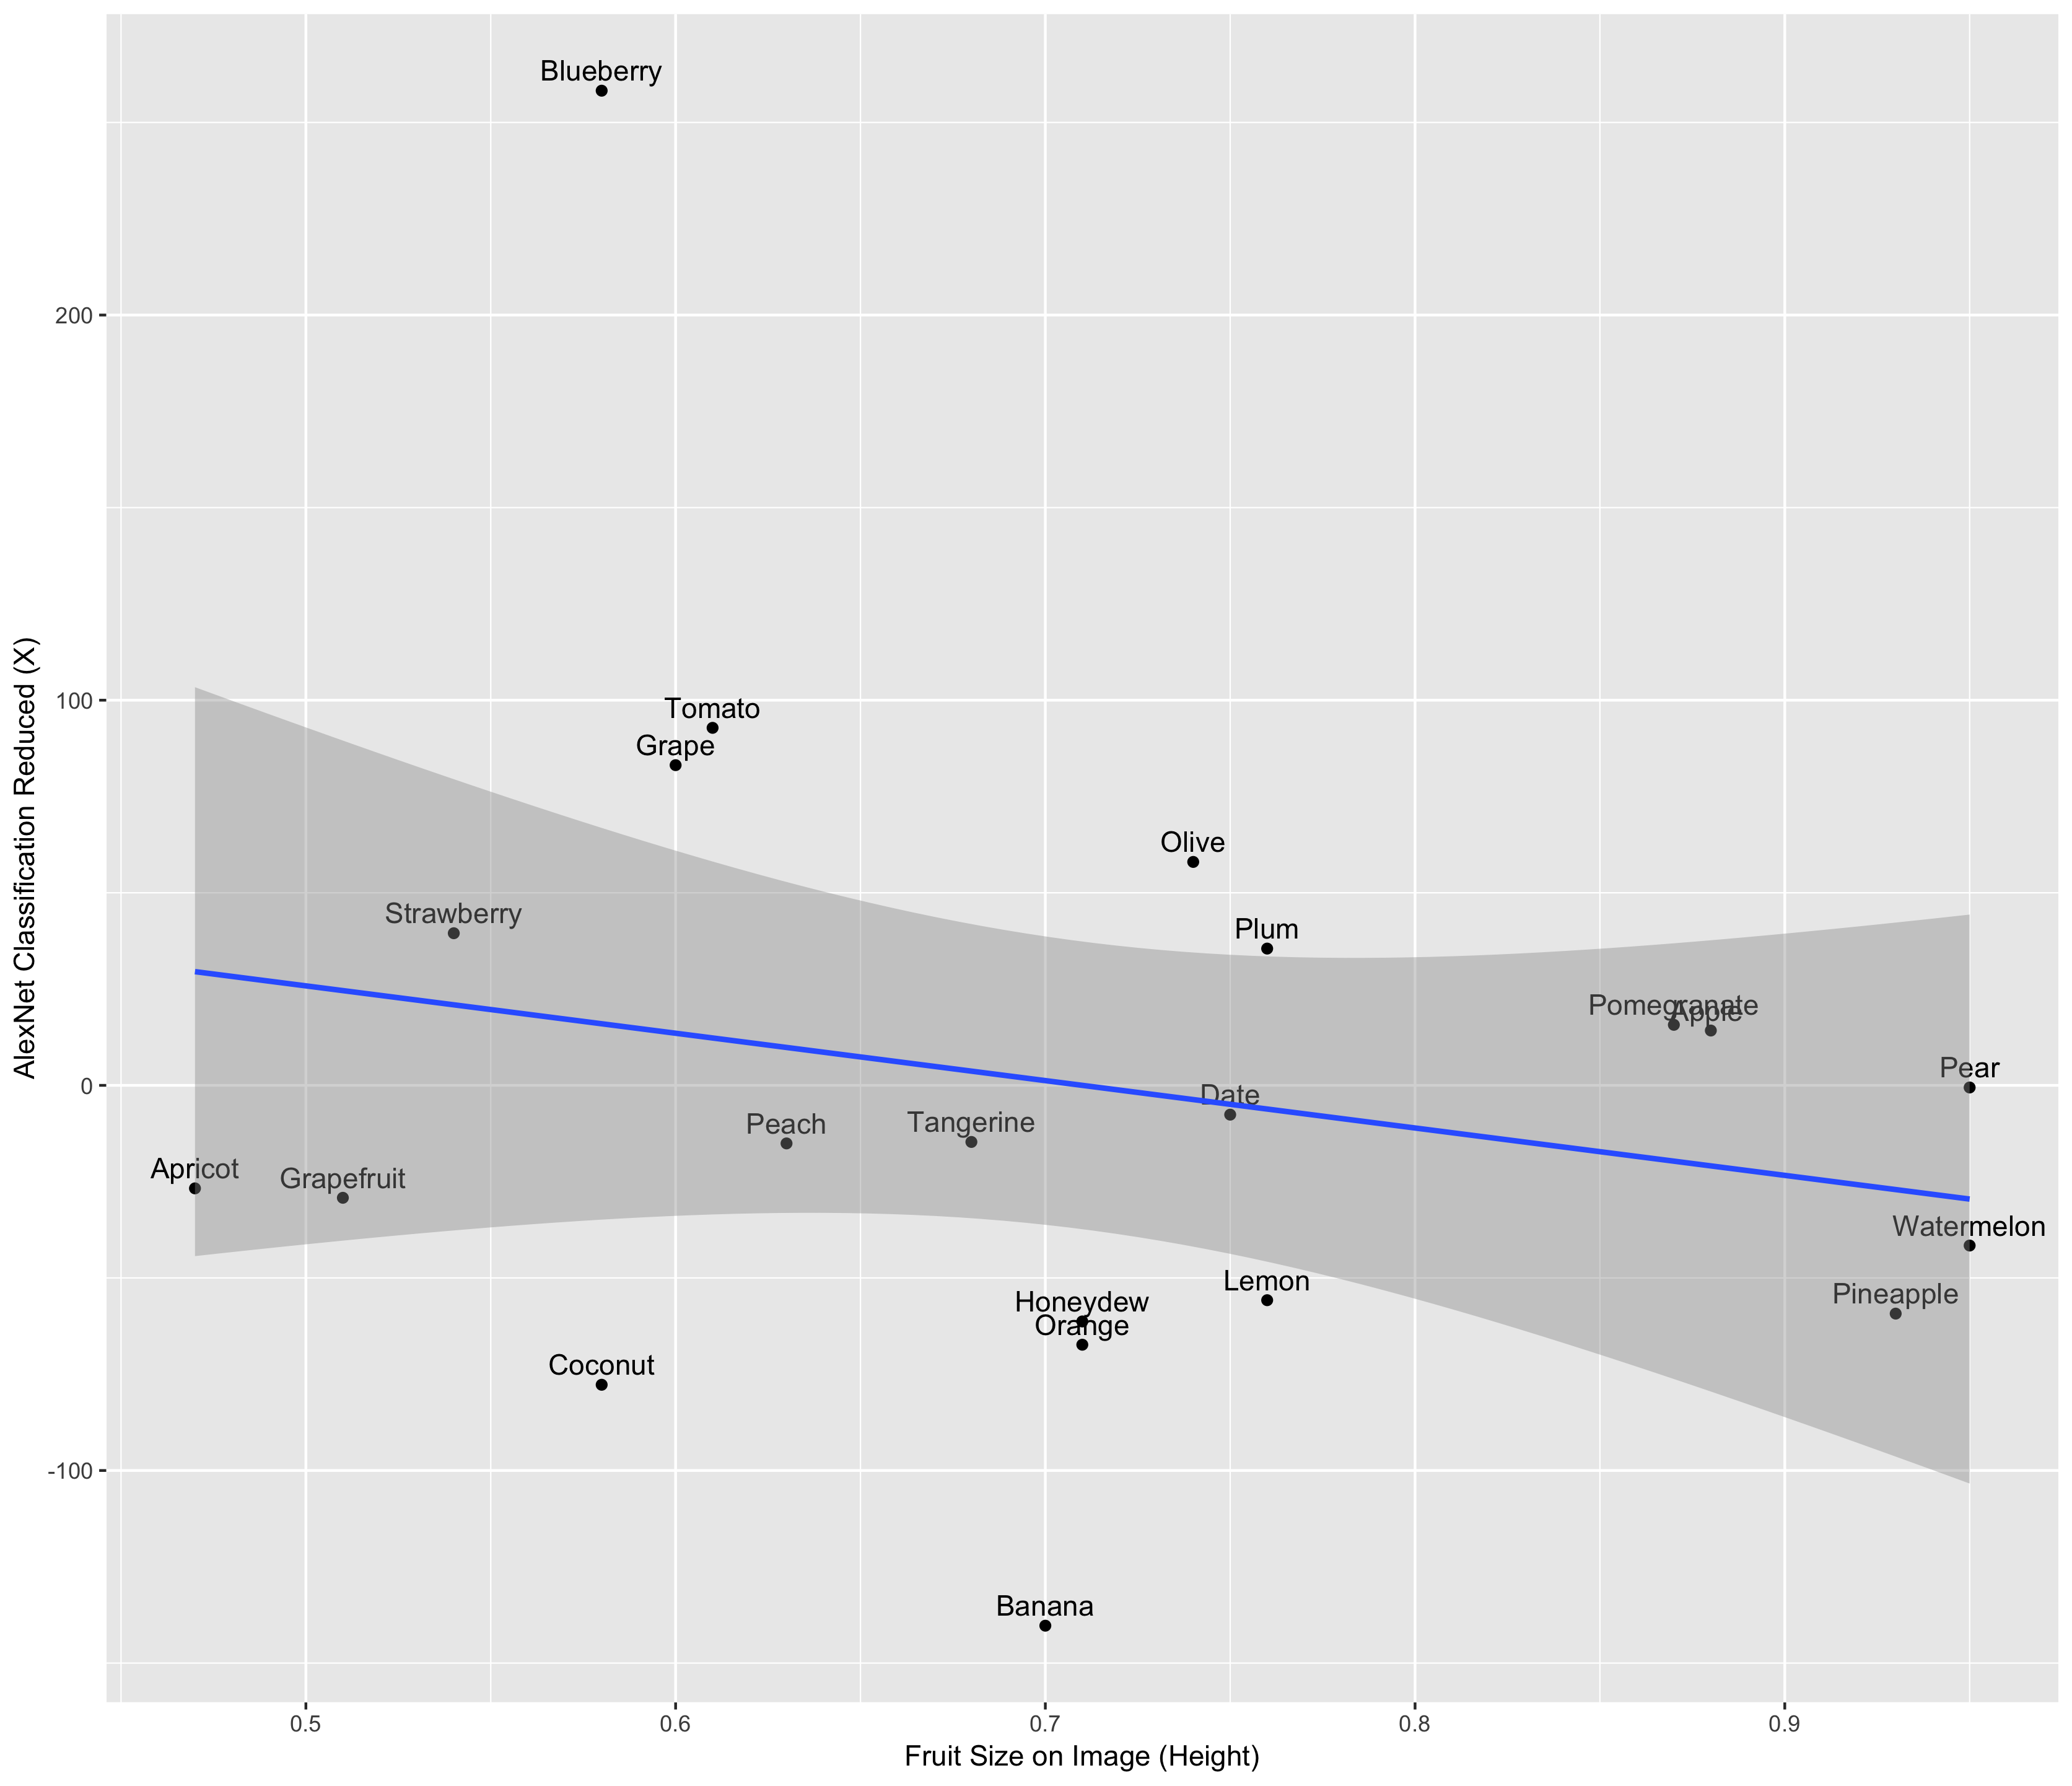 Blueberry
200
100
Tomato
Grape
Olive
Strawberry
Plum
Pomegranate
Apple
Pear
0
Date
Peach
Tangerine
Apricot
Grapefruit
Watermelon
Lemon
Pineapple
Honeydew
Orange
Coconut
-100
Banana
AlexNet Classification Reduced (X)
0.5
0.6
0.7
0.8
0.9
Fruit Size on Image (Height)